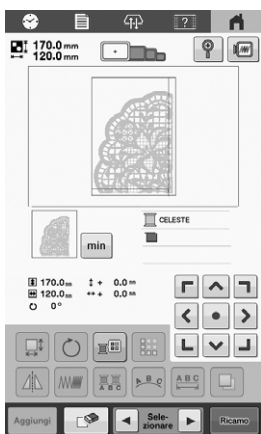 ?
170.0 mm
120.0 mm
CELESTE
min
170.0 mm 0.0 mm
120.0 mm 0.0 mm
0°
A B C
A B C
Aggiungi Sele-
zionare Ricamo